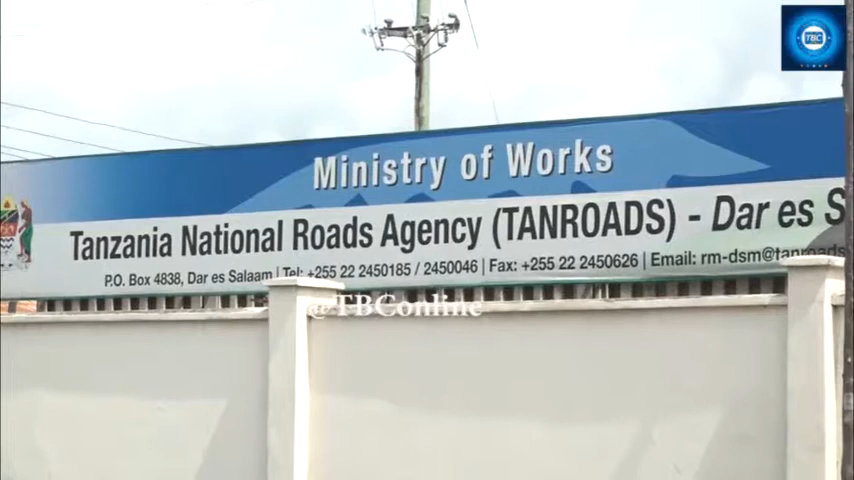 TBC
Ministry of Works
Tanzania National Roads Agency (TANROADS) - Dar es S
P.O. Box 4838, Dar es Salaam | Tel: +255 22 2450185 / 2450046 | Fax: +255 22 2450626 | Email: rm-dsm@tanroads
@TBConline